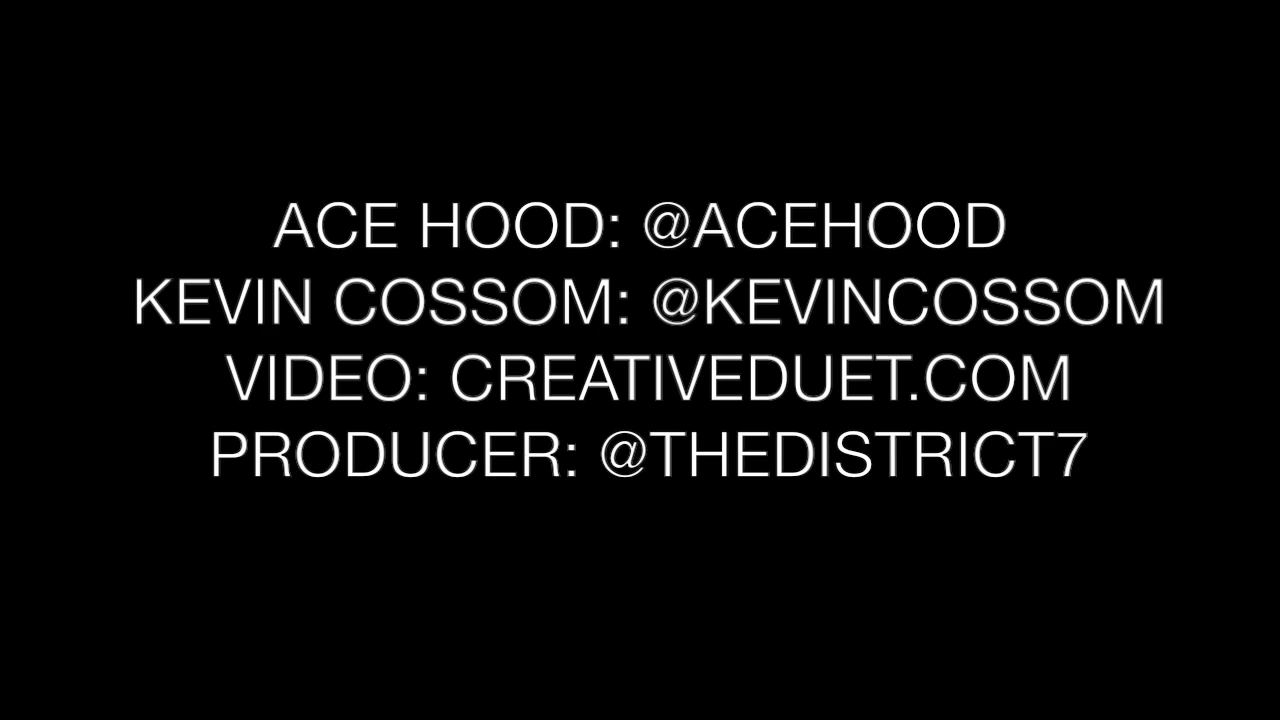 ACE HOOD: @ACEHOOD
KEVIN COSSOM: @KEVINCOSSOM
VIDEO: CREATIVEDUET.COM
PRODUCER: @THEDISTRICT7